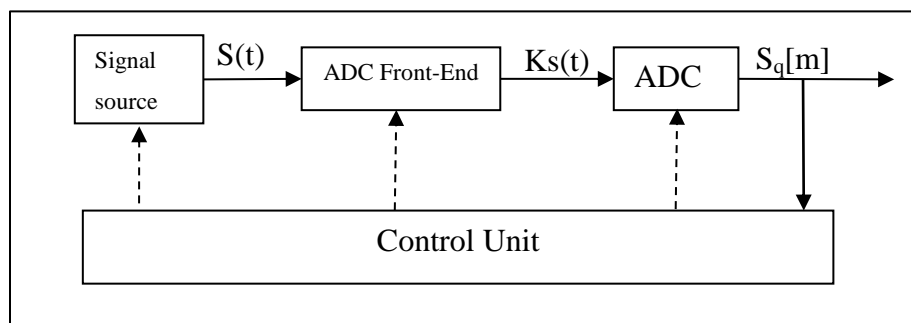 Signal
source
S(t)
ADC Front-End
Ks(t)
ADC
Sq[m]
Control Unit